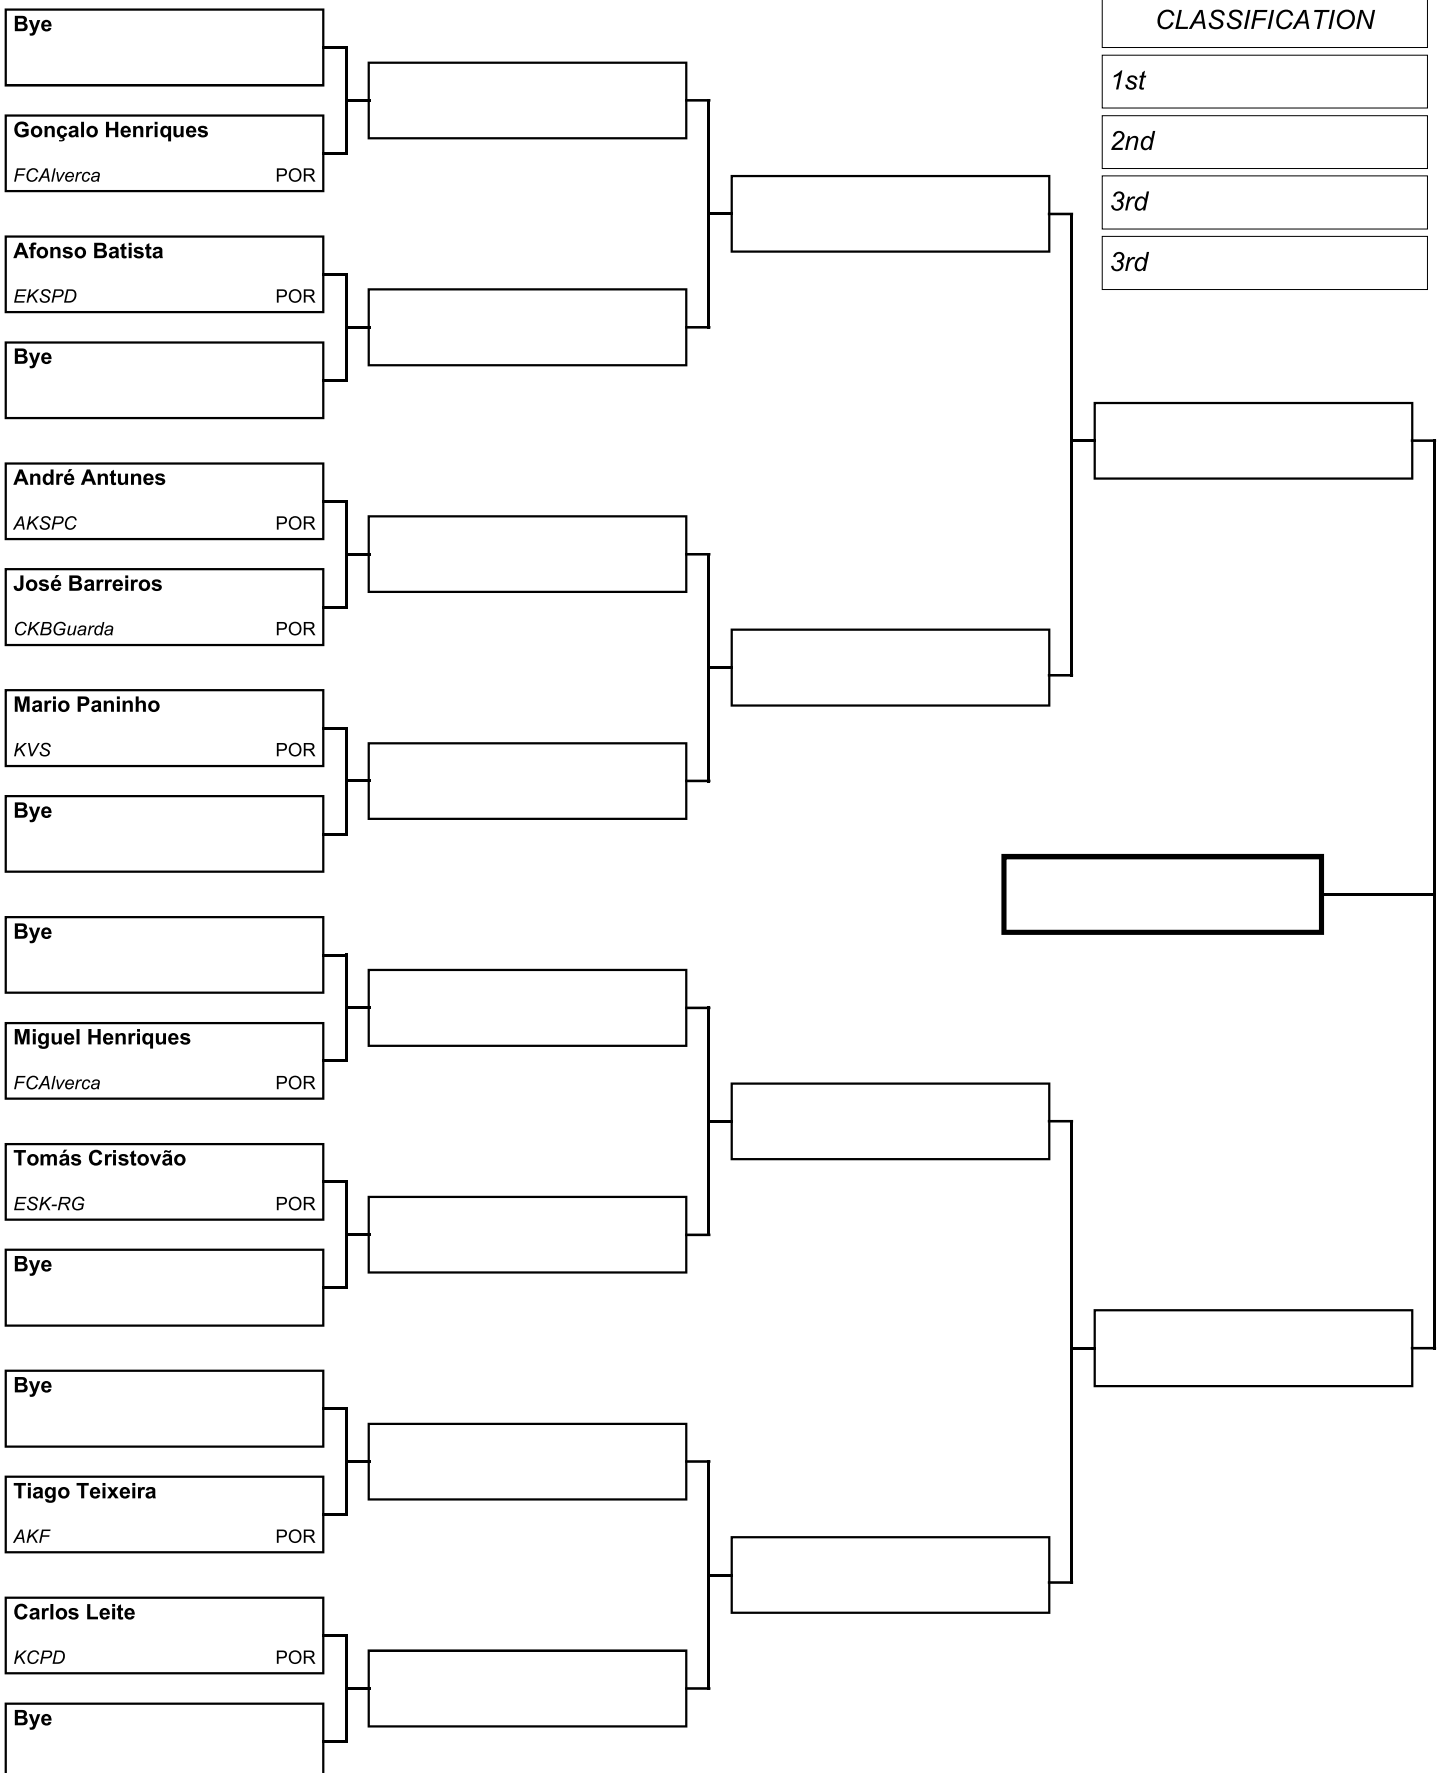 CLASSIFICATION
1st
2nd
3rd
3rd
Bye
Gonçalo Henriques
FCAlverca POR
Afonso Batista
EKSPD POR
Bye
André Antunes
AKSPC POR
José Barreiros
CKBGuarda POR
Mario Paninho
KVS POR
Bye
Bye
Miguel Henriques
FCAlverca POR
Tomás Cristovão
ESK-RG POR
Bye
Bye
Tiago Teixeira
AKF POR
Carlos Leite
KCPD POR
Bye